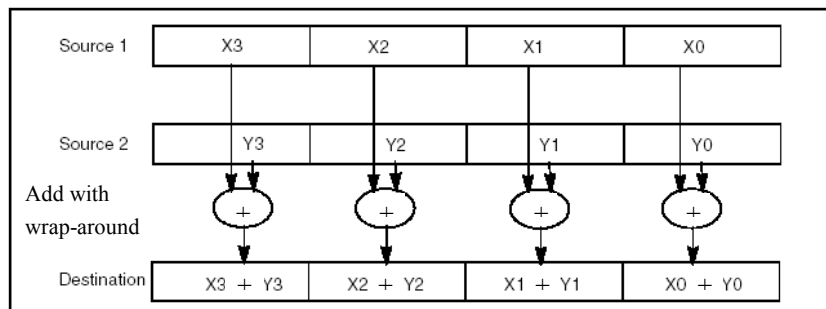 Source 1 X3 X2 X1 X0
Source 2 Y3 Y2 Y1 Y0
Add with
wrap-around
+ + + +
Destination X3 + Y3 X2 + Y2 X1 + Y1 X0 + Y0